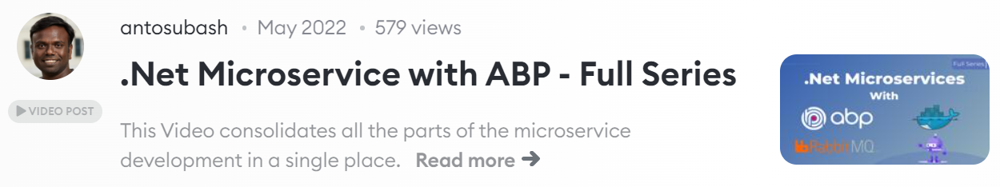 antosubash • May 2022 • 579 views
.Net Microservice with ABP - Full Series
VIDEO POST
This Video consolidates all the parts of the microservice
development in a single place. Read more →
Full Series
.Net Microservices
With
abp
RabbitMQ